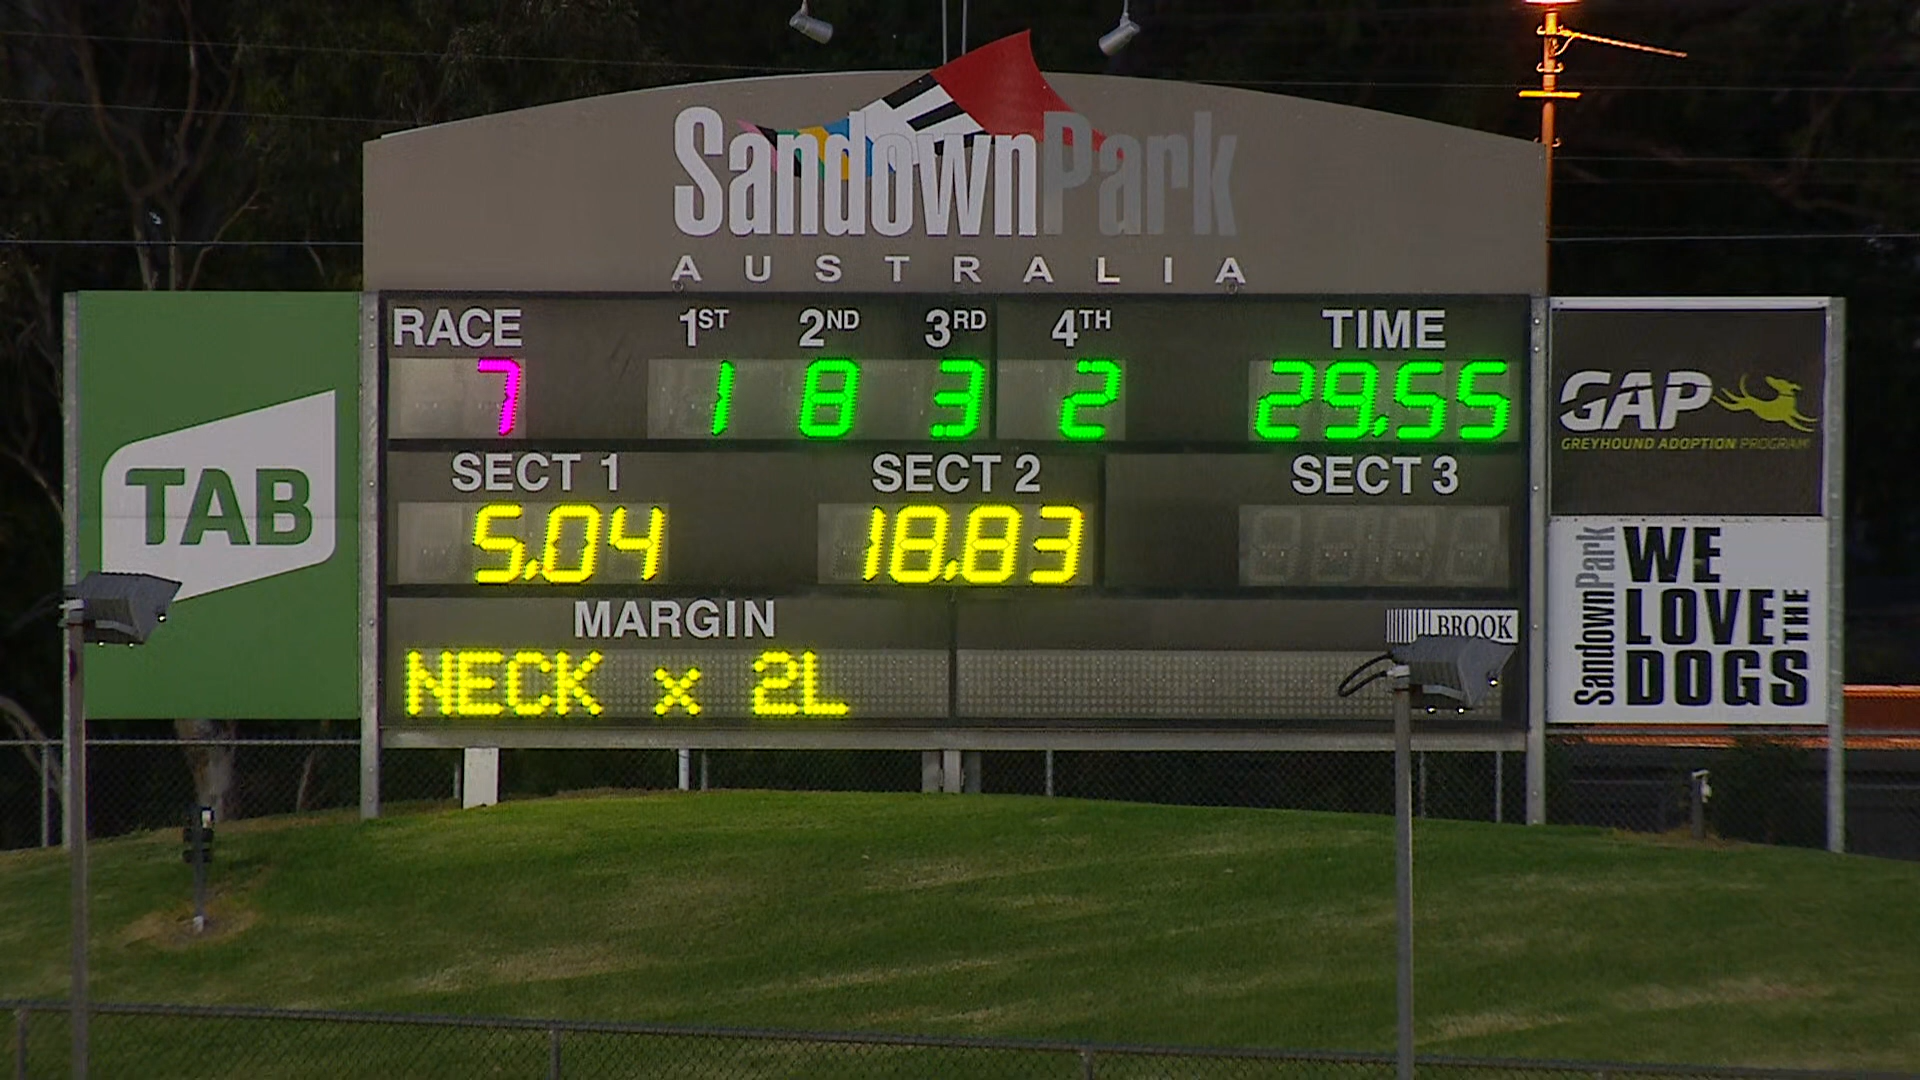 SandownPark
AUSTRALIA
RACE 1ST 2ND 3RD 4TH TIME
7 1 8 3 2 29.55
SECT 1 SECT 2 SECT 3
5.04 18.83
MARGIN
NECK x 2L
BROOK
TAB
GAP
GREYHOUND ADOPTION PROGRAM
SandownPark
WE
LOVE THE
DOGS